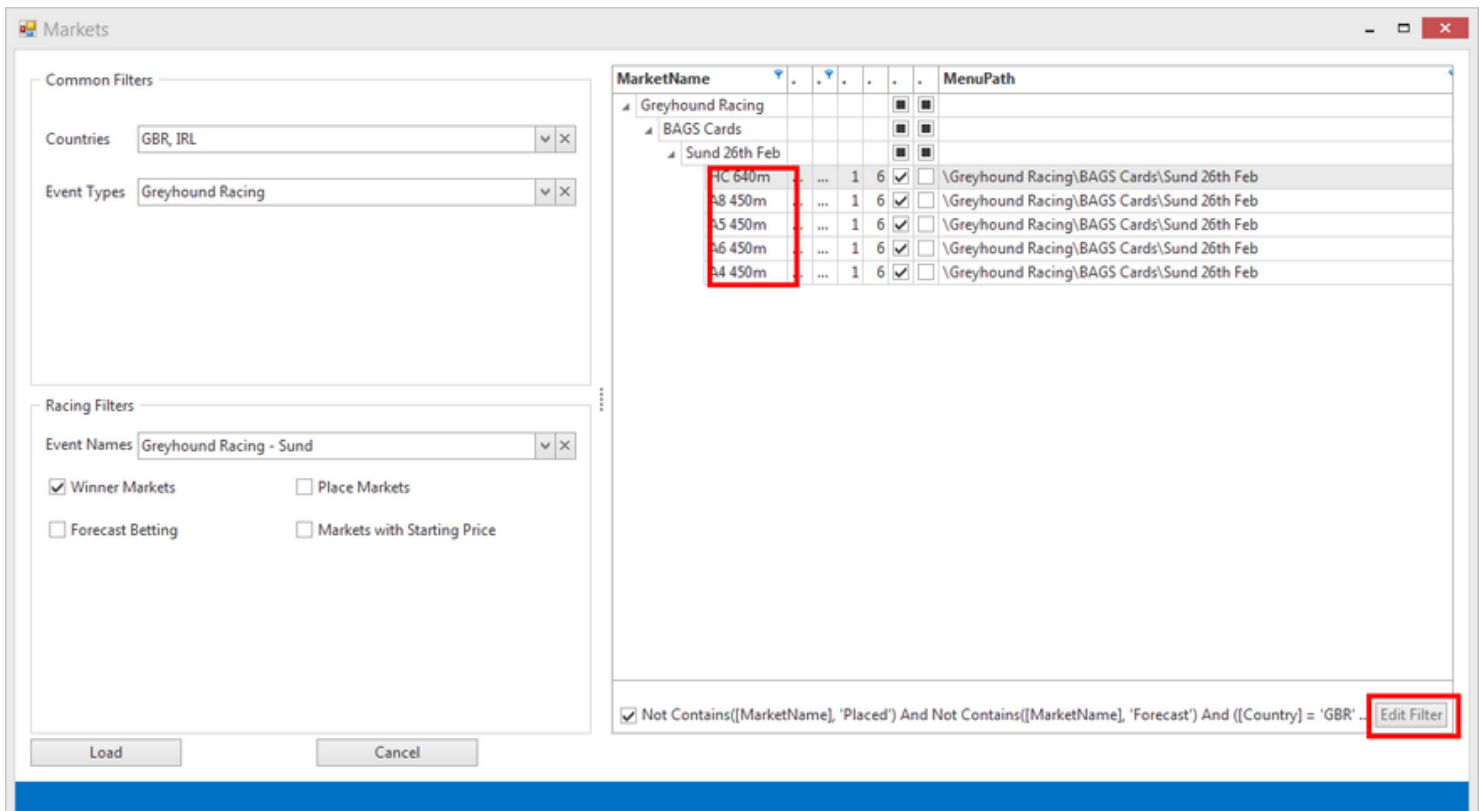 Markets
Common Filters
Countries GBR, IRL
Event Types Greyhound Racing
Racing Filters
Event Names Greyhound Racing - Sund
Winner Markets Place Markets
Forecast Betting Markets with Starting Price
Load Cancel
MarketName . . . . . . MenuPath
Greyhound Racing
BAGS Cards
Sund 26th Feb
HC 640m .. ... 1 6 \Greyhound Racing\BAGS Cards\Sund 26th Feb
A8 450m .. ... 1 6 \Greyhound Racing\BAGS Cards\Sund 26th Feb
A5 450m .. ... 1 6 \Greyhound Racing\BAGS Cards\Sund 26th Feb
A6 450m .. ... 1 6 \Greyhound Racing\BAGS Cards\Sund 26th Feb
A4 450m .. ... 1 6 \Greyhound Racing\BAGS Cards\Sund 26th Feb
Not Contains([MarketName], 'Placed') And Not Contains([MarketName], 'Forecast') And ([Country] = 'GBR' .. Edit Filter